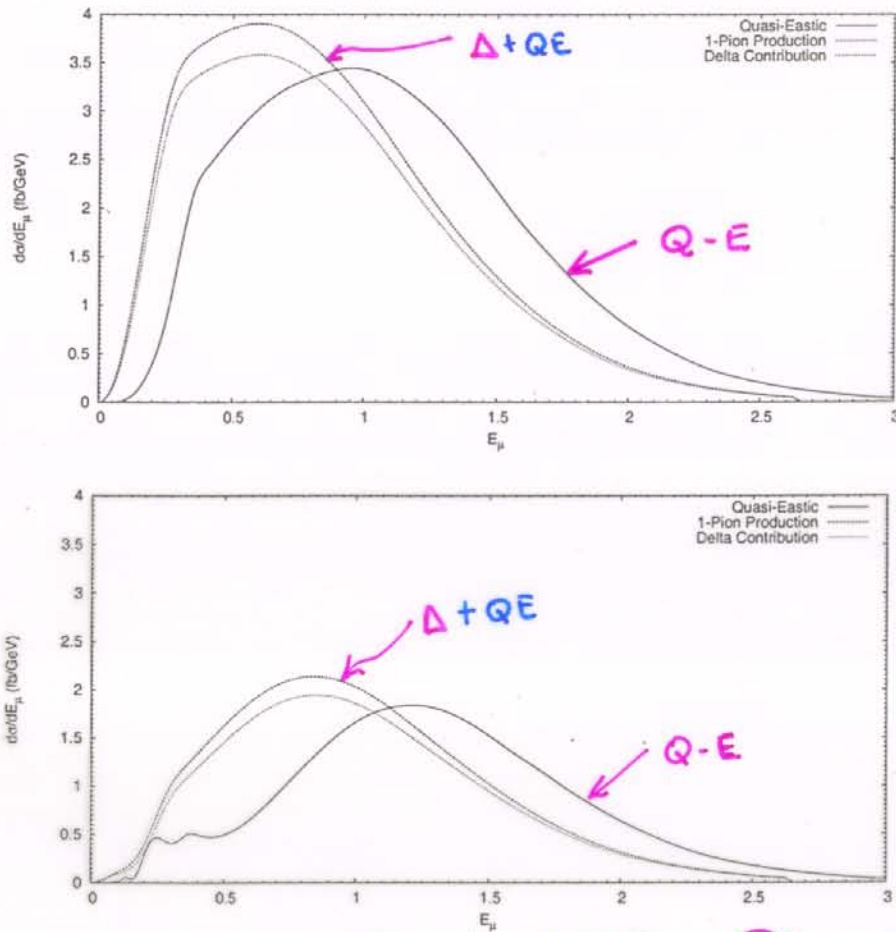 4
3.5
3
2.5
2
1.5
1
0.5
0
dσ/dEμ (fb/GeV)
Quasi-Eastic
1-Pion Production
Delta Contribution
Δ + QE
Q - E
0 0.5 1 1.5 2 2.5 3
Eμ
4
3.5
3
2.5
2
1.5
1
0.5
0
dσ/dEμ (fb/GeV)
Quasi-Eastic
1-Pion Production
Delta Contribution
Δ + QE
Q - E
0 0.5 1 1.5 2 2.5 3
Eμ